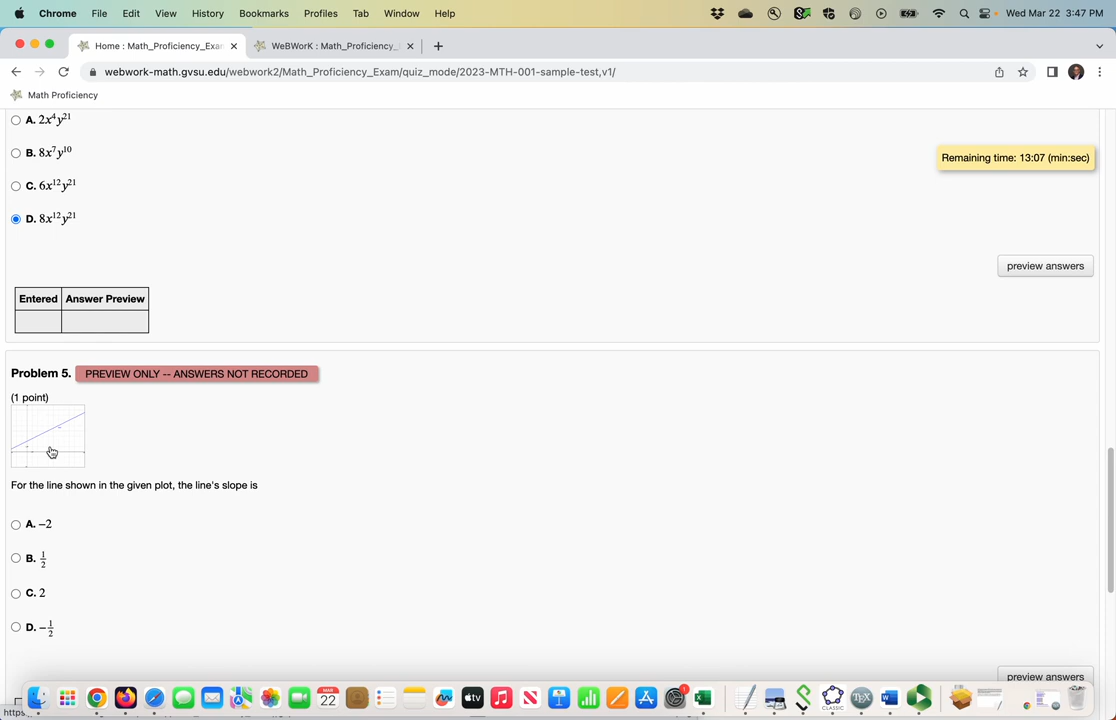 Chrome File Edit View History Bookmarks Profiles Tab Window Help Wed Mar 22 3:47 PM
Home : Math_Proficiency_Exa WeBWorK : Math_Proficiency_
webwork-math.gvsu.edu/webwork2/Math_Proficiency_Exam/quiz_mode/2023-MTH-001-sample-test,v1/
Math Proficiency
A. 2x⁴y²¹
Remaining time: 13:07 (min:sec)
B. 8x⁷y¹⁰
C. 6x¹²y²¹
D. 8x¹²y²¹
preview answers
Entered Answer Preview
Problem 5. PREVIEW ONLY -- ANSWERS NOT RECORDED
(1 point)
For the line shown in the given plot, the line's slope is
A. −2
B. 1/2
C. 2
D. −1/2
preview answers